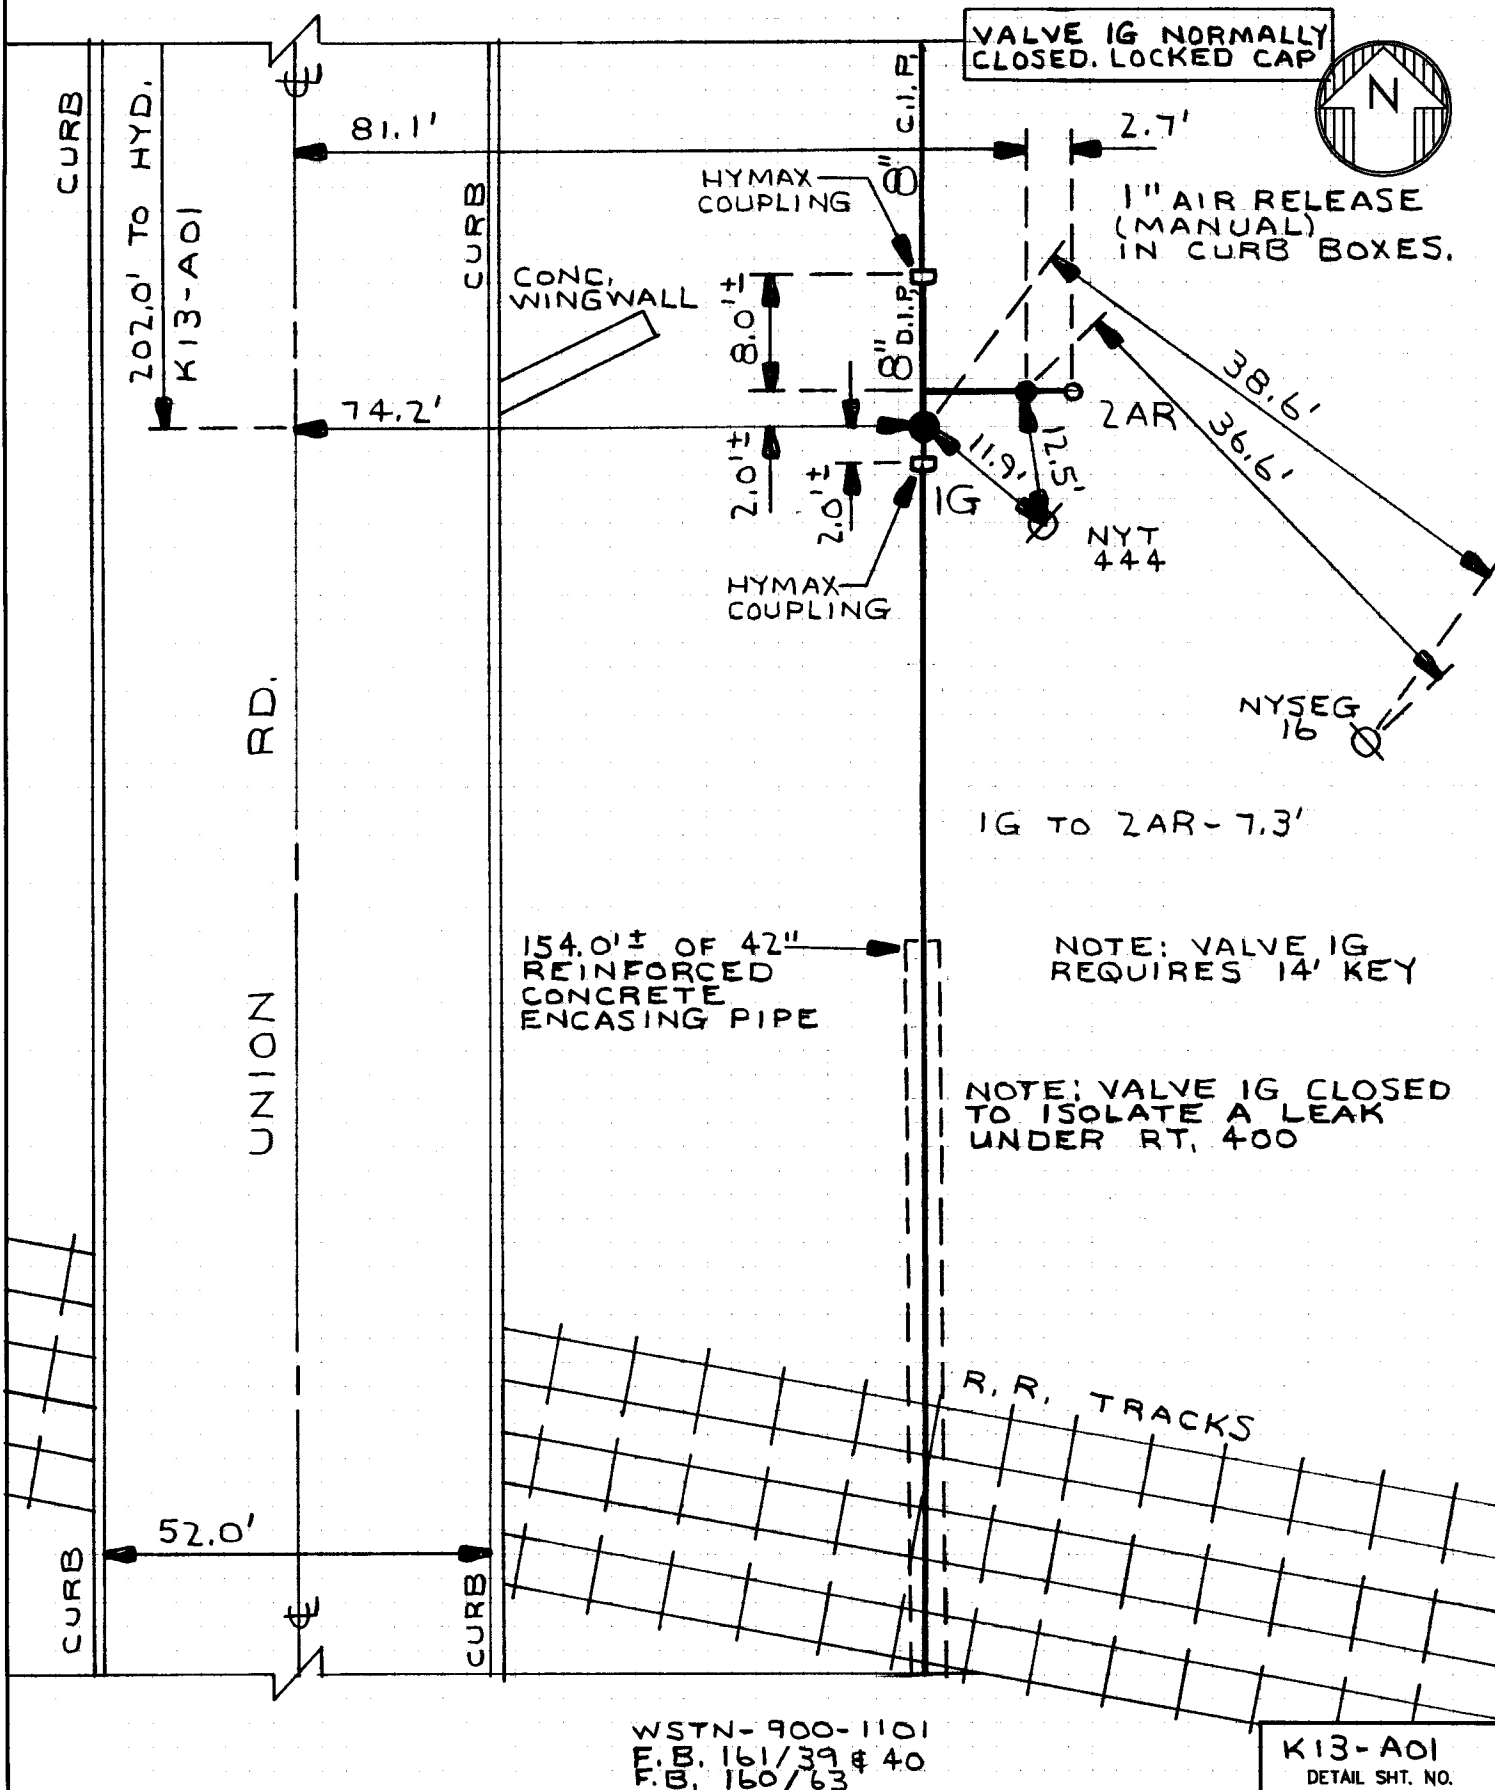 VALVE 1G NORMALLY
CLOSED. LOCKED CAP
N
CURB
202.0' TO HYD.
K13-A01
℄
81.1'
CURB
8" C.I.P.
2.7'
HYMAX
COUPLING
1" AIR RELEASE
(MANUAL)
IN CURB BOXES.
CONC.
WINGWALL
8.0'±
8" D.I.P.
38.6'
36.6'
74.2'
2AR
11.9'
12.5'
2.0'±
2.0'±
1G
NYT
444
HYMAX
COUPLING
NYSEG
16
UNION RD.
1G TO 2AR - 7.3'
154.0'± OF 42"
REINFORCED
CONCRETE
ENCASING PIPE
NOTE: VALVE 1G
REQUIRES 14' KEY
NOTE: VALVE 1G CLOSED
TO ISOLATE A LEAK
UNDER RT. 400
R.R. TRACKS
52.0'
CURB
℄
CURB
WSTN-900-1101
F.B. 161/39 & 40
F.B. 160/63
K13-A01
DETAIL SHT. NO.